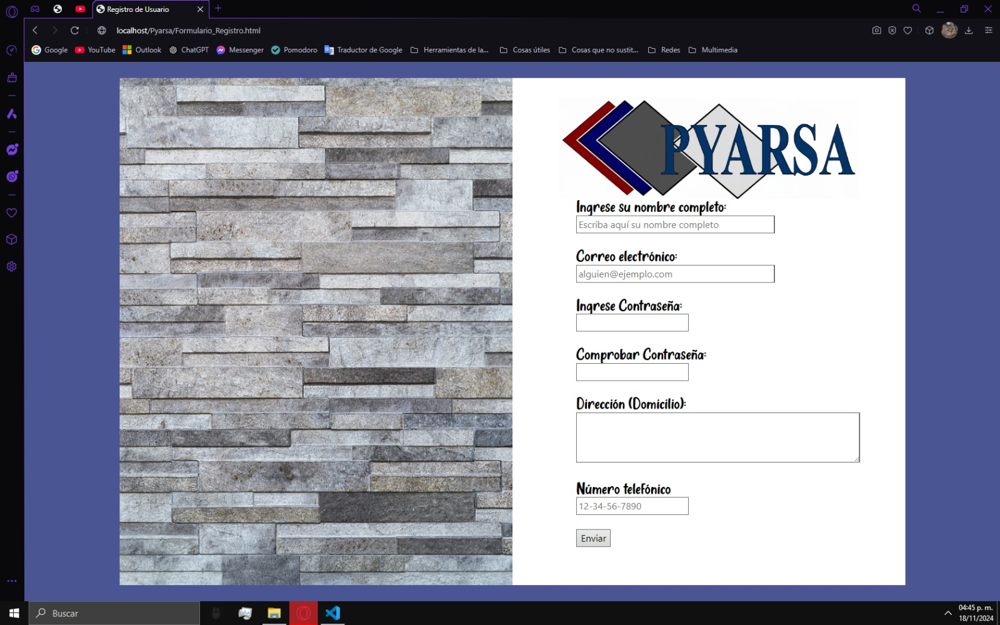 Registro de Usuario
localhost/Pyarsa/Formulario_Registro.html
Google YouTube Outlook ChatGPT Messenger Pomodoro Traductor de Google Herramientas de la... Cosas útiles Cosas que no sustit... Redes Multimedia
PYARSA
Ingrese su nombre completo:
Escriba aquí su nombre completo
Correo electrónico:
alguien@ejemplo.com
Ingrese Contraseña:
Comprobar Contraseña:
Dirección (Domicilio):
Número telefónico
12-34-56-7890
Enviar
Buscar
04:45 p. m.
18/11/2024